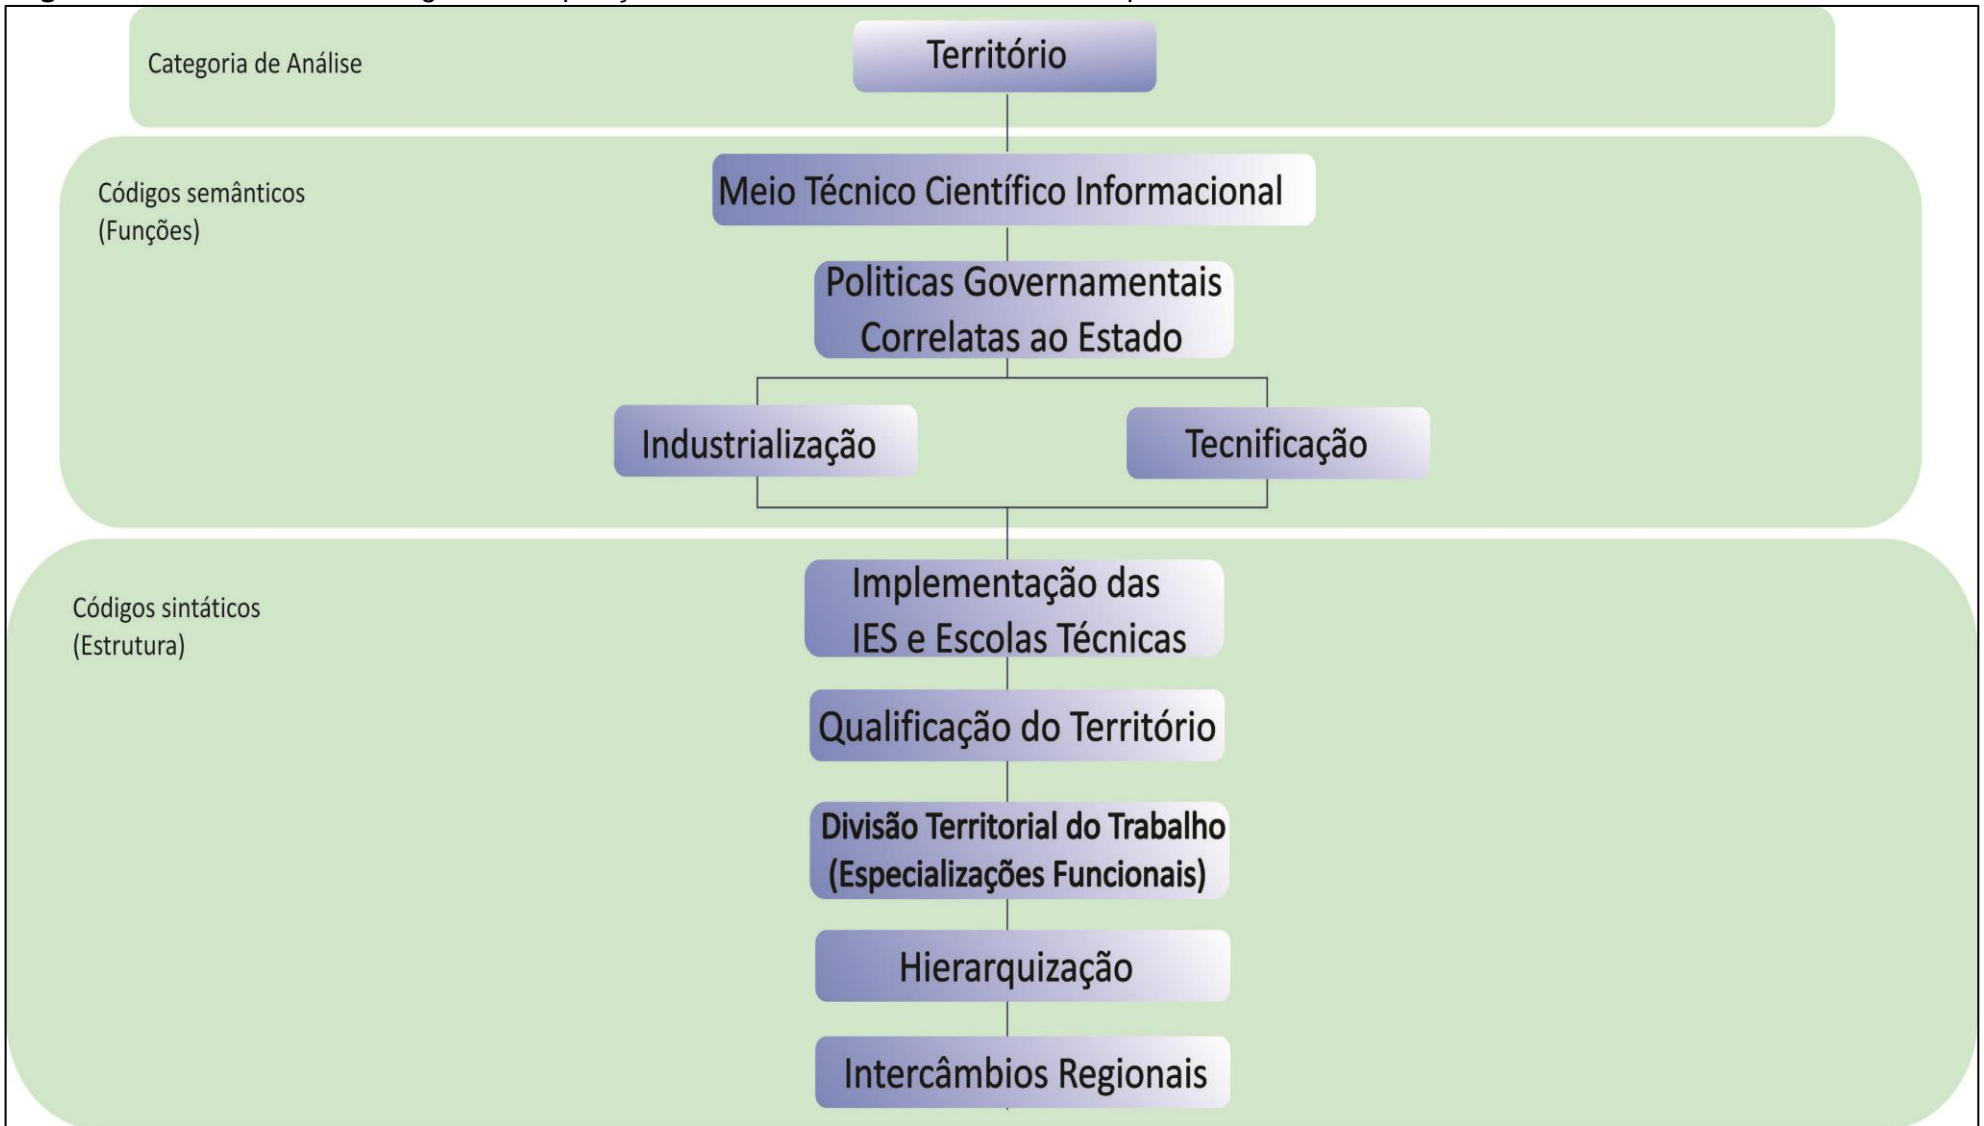 Categoria de Análise
Território
Códigos semânticos
(Funções)
Meio Técnico Científico Informacional
Politicas Governamentais
Correlatas ao Estado
Industrialização
Tecnificação
Códigos sintáticos
(Estrutura)
Implementação das
IES e Escolas Técnicas
Qualificação do Território
Divisão Territorial do Trabalho
(Especializações Funcionais)
Hierarquização
Intercâmbios Regionais